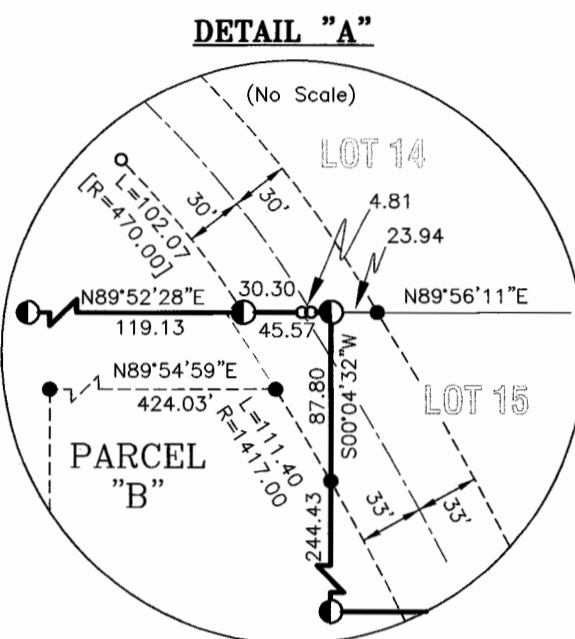 DETAIL "A"
(No Scale)
LOT 14
L=102.07
[R=470.00]
30'
30'
4.81
23.94
30.30
N89°52'28"E
N89°56'11"E
119.13
45.57
N89°54'59"E
424.03'
87.80
S00°04'32"W
LOT 15
L=111.40
R=1417.00
PARCEL
"B"
244.43
33'
33'